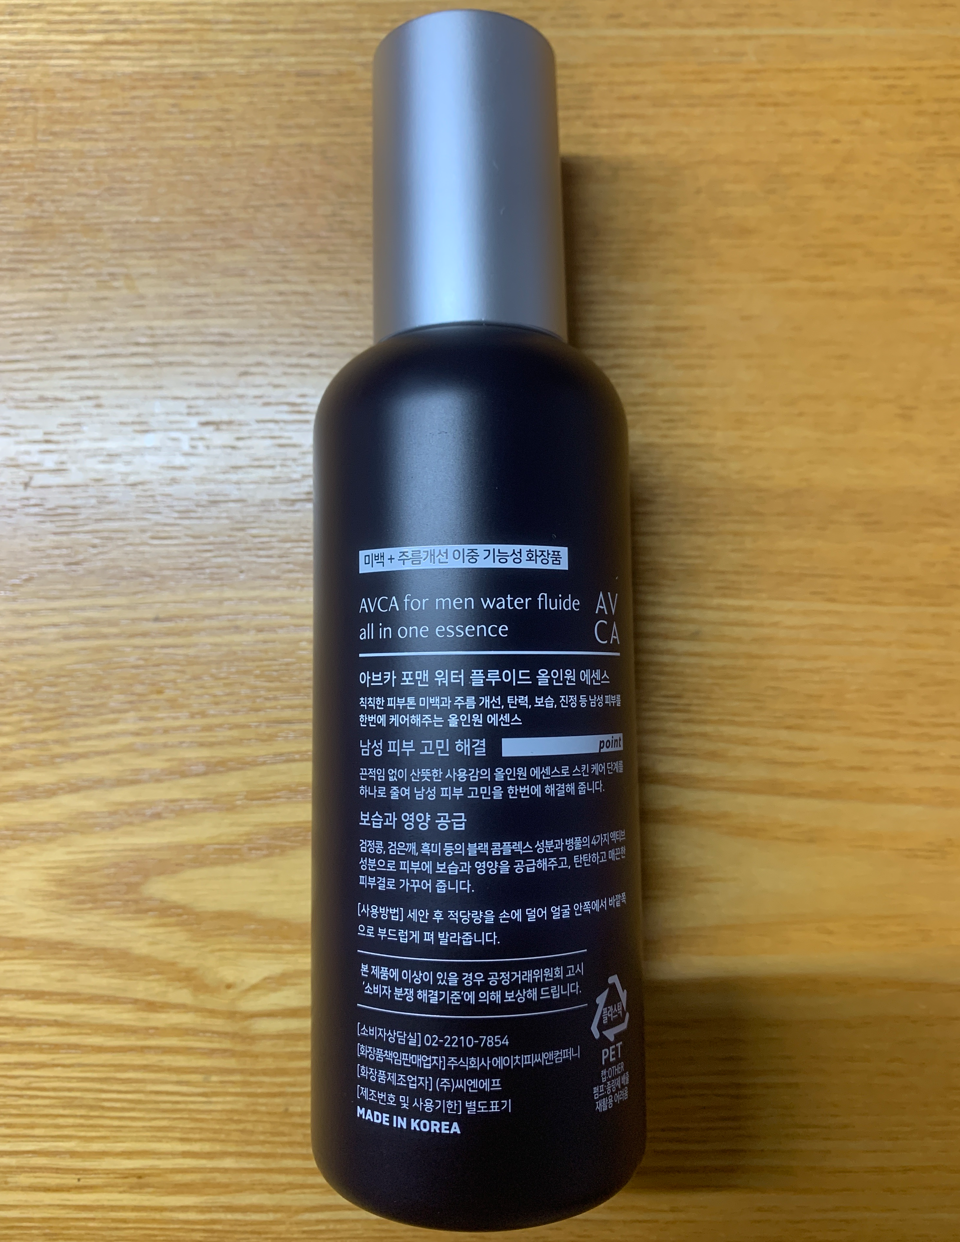 미백 + 주름개선 이중 기능성 화장품
AVCA for men water fluide
all in one essence
AV
CA
아브카 포맨 워터 플루이드 올인원 에센스
칙칙한 피부톤 미백과 주름 개선, 탄력, 보습, 진정 등 남성 피부를
한번에 케어해주는 올인원 에센스
남성 피부 고민 해결
point
끈적임 없이 산뜻한 사용감의 올인원 에센스로 스킨 케어 단계를
하나로 줄여 남성 피부 고민을 한번에 해결해 줍니다.
보습과 영양 공급
검정콩, 검은깨, 흑미 등의 블랙 콤플렉스 성분과 병풀의 4가지 액티브
성분으로 피부에 보습과 영양을 공급해주고, 탄탄하고 매끈한
피부결로 가꾸어 줍니다.
[사용방법] 세안 후 적당량을 손에 덜어 얼굴 안쪽에서 바깥쪽
으로 부드럽게 펴 발라줍니다.
본 제품에 이상이 있을 경우 공정거래위원회 고시
'소비자 분쟁 해결기준'에 의해 보상해 드립니다.
[소비자상담실] 02-2210-7854
[화장품책임판매업자] 주식회사 에이치피씨앤컴퍼니
[화장품제조업자] (주)씨엔에프
[제조번호 및 사용기한] 별도표기
MADE IN KOREA
플라스틱
PET
캡:OTHER
펌프:종량제 배출
재활용 어려움